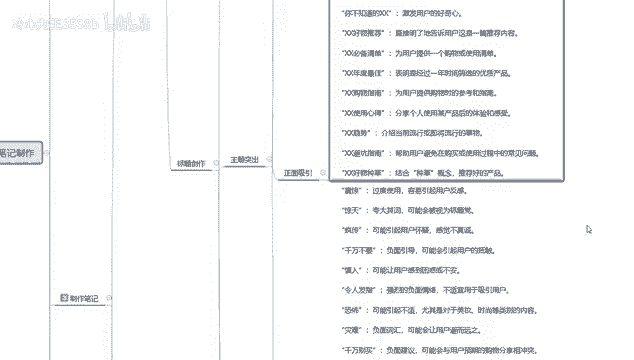 "你不知道的XX"：激发用户的好奇心。
"XX好物推荐"：直接明了地告诉用户这是一篇推荐内容。
"XX必备清单"：为用户提供一个购物或使用清单。
"XX年度最佳"：表明是经过一年时间筛选的优质产品。
"XX购物指南"：为用户提供购物时的参考和指南。
"XX使用心得"：分享个人使用某产品后的体验和感受。
"XX趋势"：介绍当前流行或即将流行的事物。
"XX避坑指南"：帮助用户避免在购买或使用过程中的常见问题。
"XX好物种草"：结合"种草"概念，推荐好的产品。
笔记制作
标题创作
主题突出
正面吸引
"震惊"：过度使用，容易引起用户反感。
"惊天"：夸大其词，可能会被视为标题党。
"疯传"：可能引起用户怀疑，感觉不真诚。
"千万不要"：负面引导，可能会引起用户的抵触。
"慎入"：可能让用户感到困惑或不安。
"令人发指"：强烈的负面情绪，不适宜用于吸引用户。
3 制作笔记
"恐怖"：可能引起不适，尤其是对于美妆、时尚等类别的内容。
"灾难"：负面词汇，可能会让用户避而远之。
"千万别买"：负面建议，可能会与用户预期的购物分享相冲突。